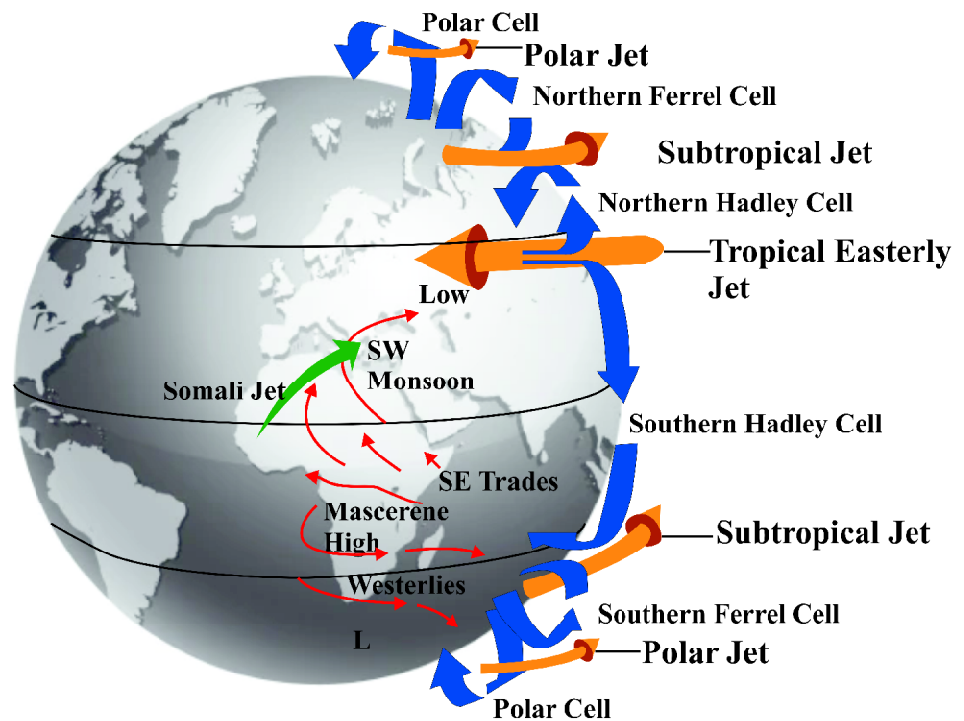 Polar Cell
Polar Jet
Northern Ferrel Cell
Subtropical Jet
Northern Hadley Cell
Tropical Easterly
Jet
Low
SW
Monsoon
Somali Jet
Southern Hadley Cell
SE Trades
Mascerene
High
Subtropical Jet
Westerlies
Southern Ferrel Cell
L
Polar Jet
Polar Cell